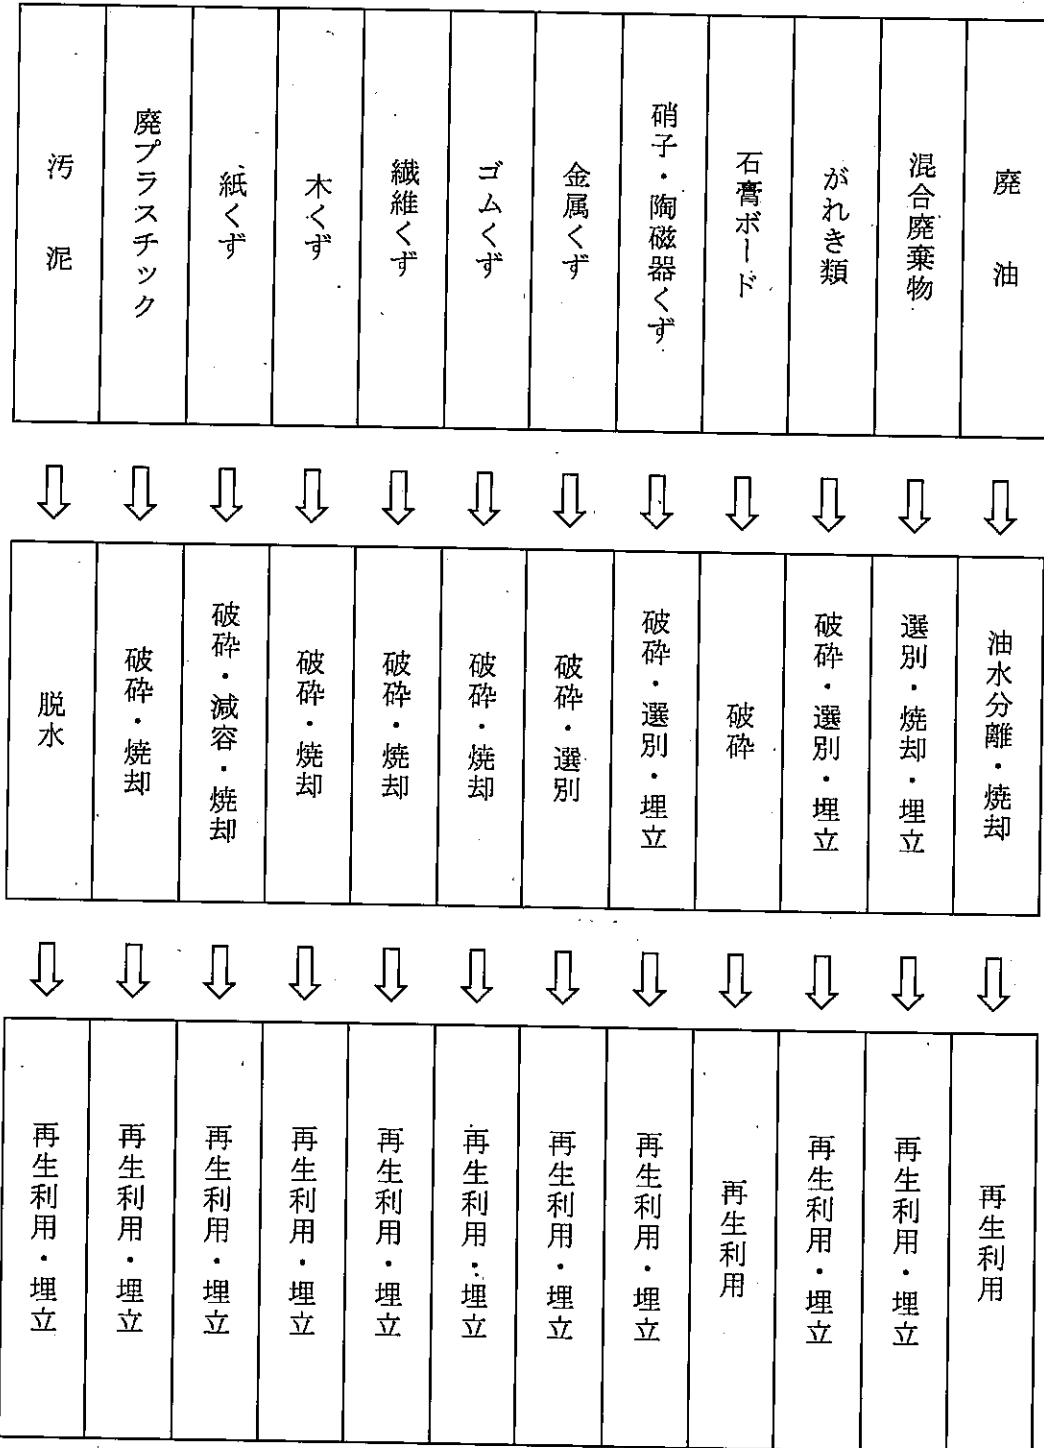 汚泥
廃プラスチック
紙くず
木くず
繊維くず
ゴムくず
金属くず
硝子・陶磁器くず
石膏ボード
がれき類
混合廃棄物
廃油
脱水
破砕・焼却
破砕・減容・焼却
破砕・焼却
破砕・焼却
破砕・焼却
破砕・選別
破砕・選別・埋立
破砕
破砕・選別・埋立
選別・焼却・埋立
油水分離・焼却
再生利用・埋立
再生利用・埋立
再生利用・埋立
再生利用・埋立
再生利用・埋立
再生利用・埋立
再生利用・埋立
再生利用・埋立
再生利用
再生利用・埋立
再生利用・埋立
再生利用